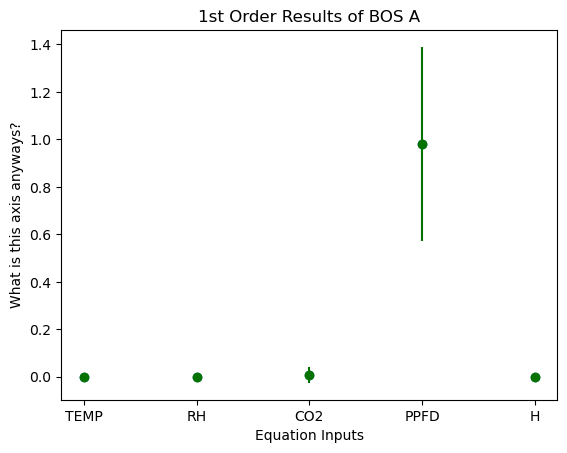 1st Order Results of BOS A
What is this axis anyways?
1.4
1.2
1.0
0.8
0.6
0.4
0.2
0.0
TEMP RH CO2 PPFD H
Equation Inputs